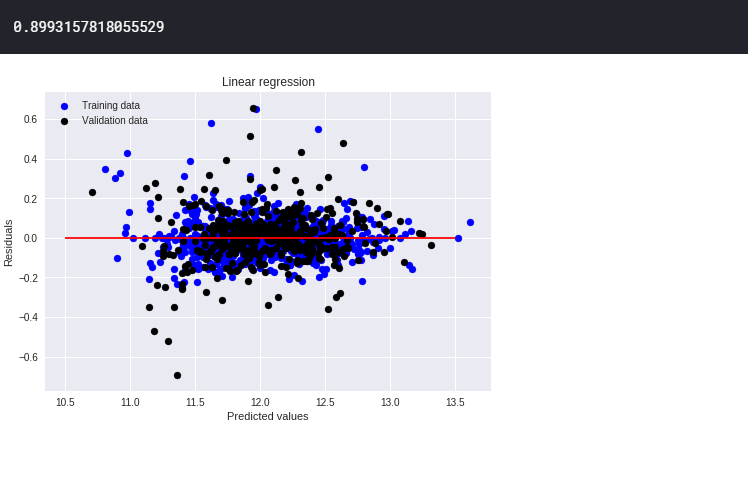 0.8993157818055529
Linear regression
Training data
Validation data
0.6
0.4
0.2
0.0
−0.2
−0.4
−0.6
Residuals
10.5 11.0 11.5 12.0 12.5 13.0 13.5
Predicted values